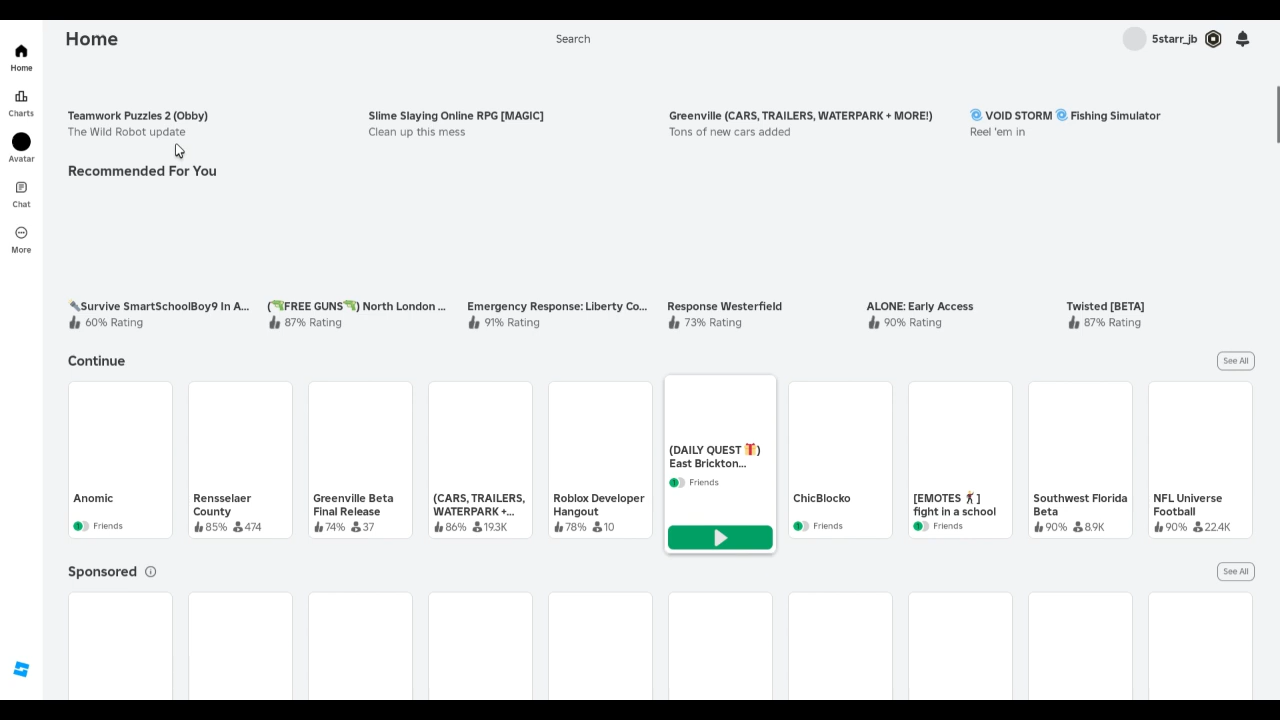 Home
Search
5starr_jb
Home
Charts
Avatar
Chat
More
Teamwork Puzzles 2 (Obby)
The Wild Robot update
Slime Slaying Online RPG [MAGIC]
Clean up this mess
Greenville (CARS, TRAILERS, WATERPARK + MORE!)
Tons of new cars added
🌀 VOID STORM 🌀 Fishing Simulator
Reel 'em in
Recommended For You
🔦Survive SmartSchoolBoy9 In A...
60% Rating
(🔫FREE GUNS🔫) North London ...
87% Rating
Emergency Response: Liberty Co...
91% Rating
Response Westerfield
73% Rating
ALONE: Early Access
90% Rating
Twisted [BETA]
87% Rating
Continue
See All
Anomic
1 Friends
Rensselaer
County
85% 474
Greenville Beta
Final Release
74% 37
(CARS, TRAILERS,
WATERPARK +...
86% 19.3K
Roblox Developer
Hangout
78% 10
(DAILY QUEST 🎁)
East Brickton...
1 Friends
ChicBlocko
1 Friends
[EMOTES 🕺]
fight in a school
1 Friends
Southwest Florida
Beta
90% 8.9K
NFL Universe
Football
90% 22.4K
Sponsored
See All